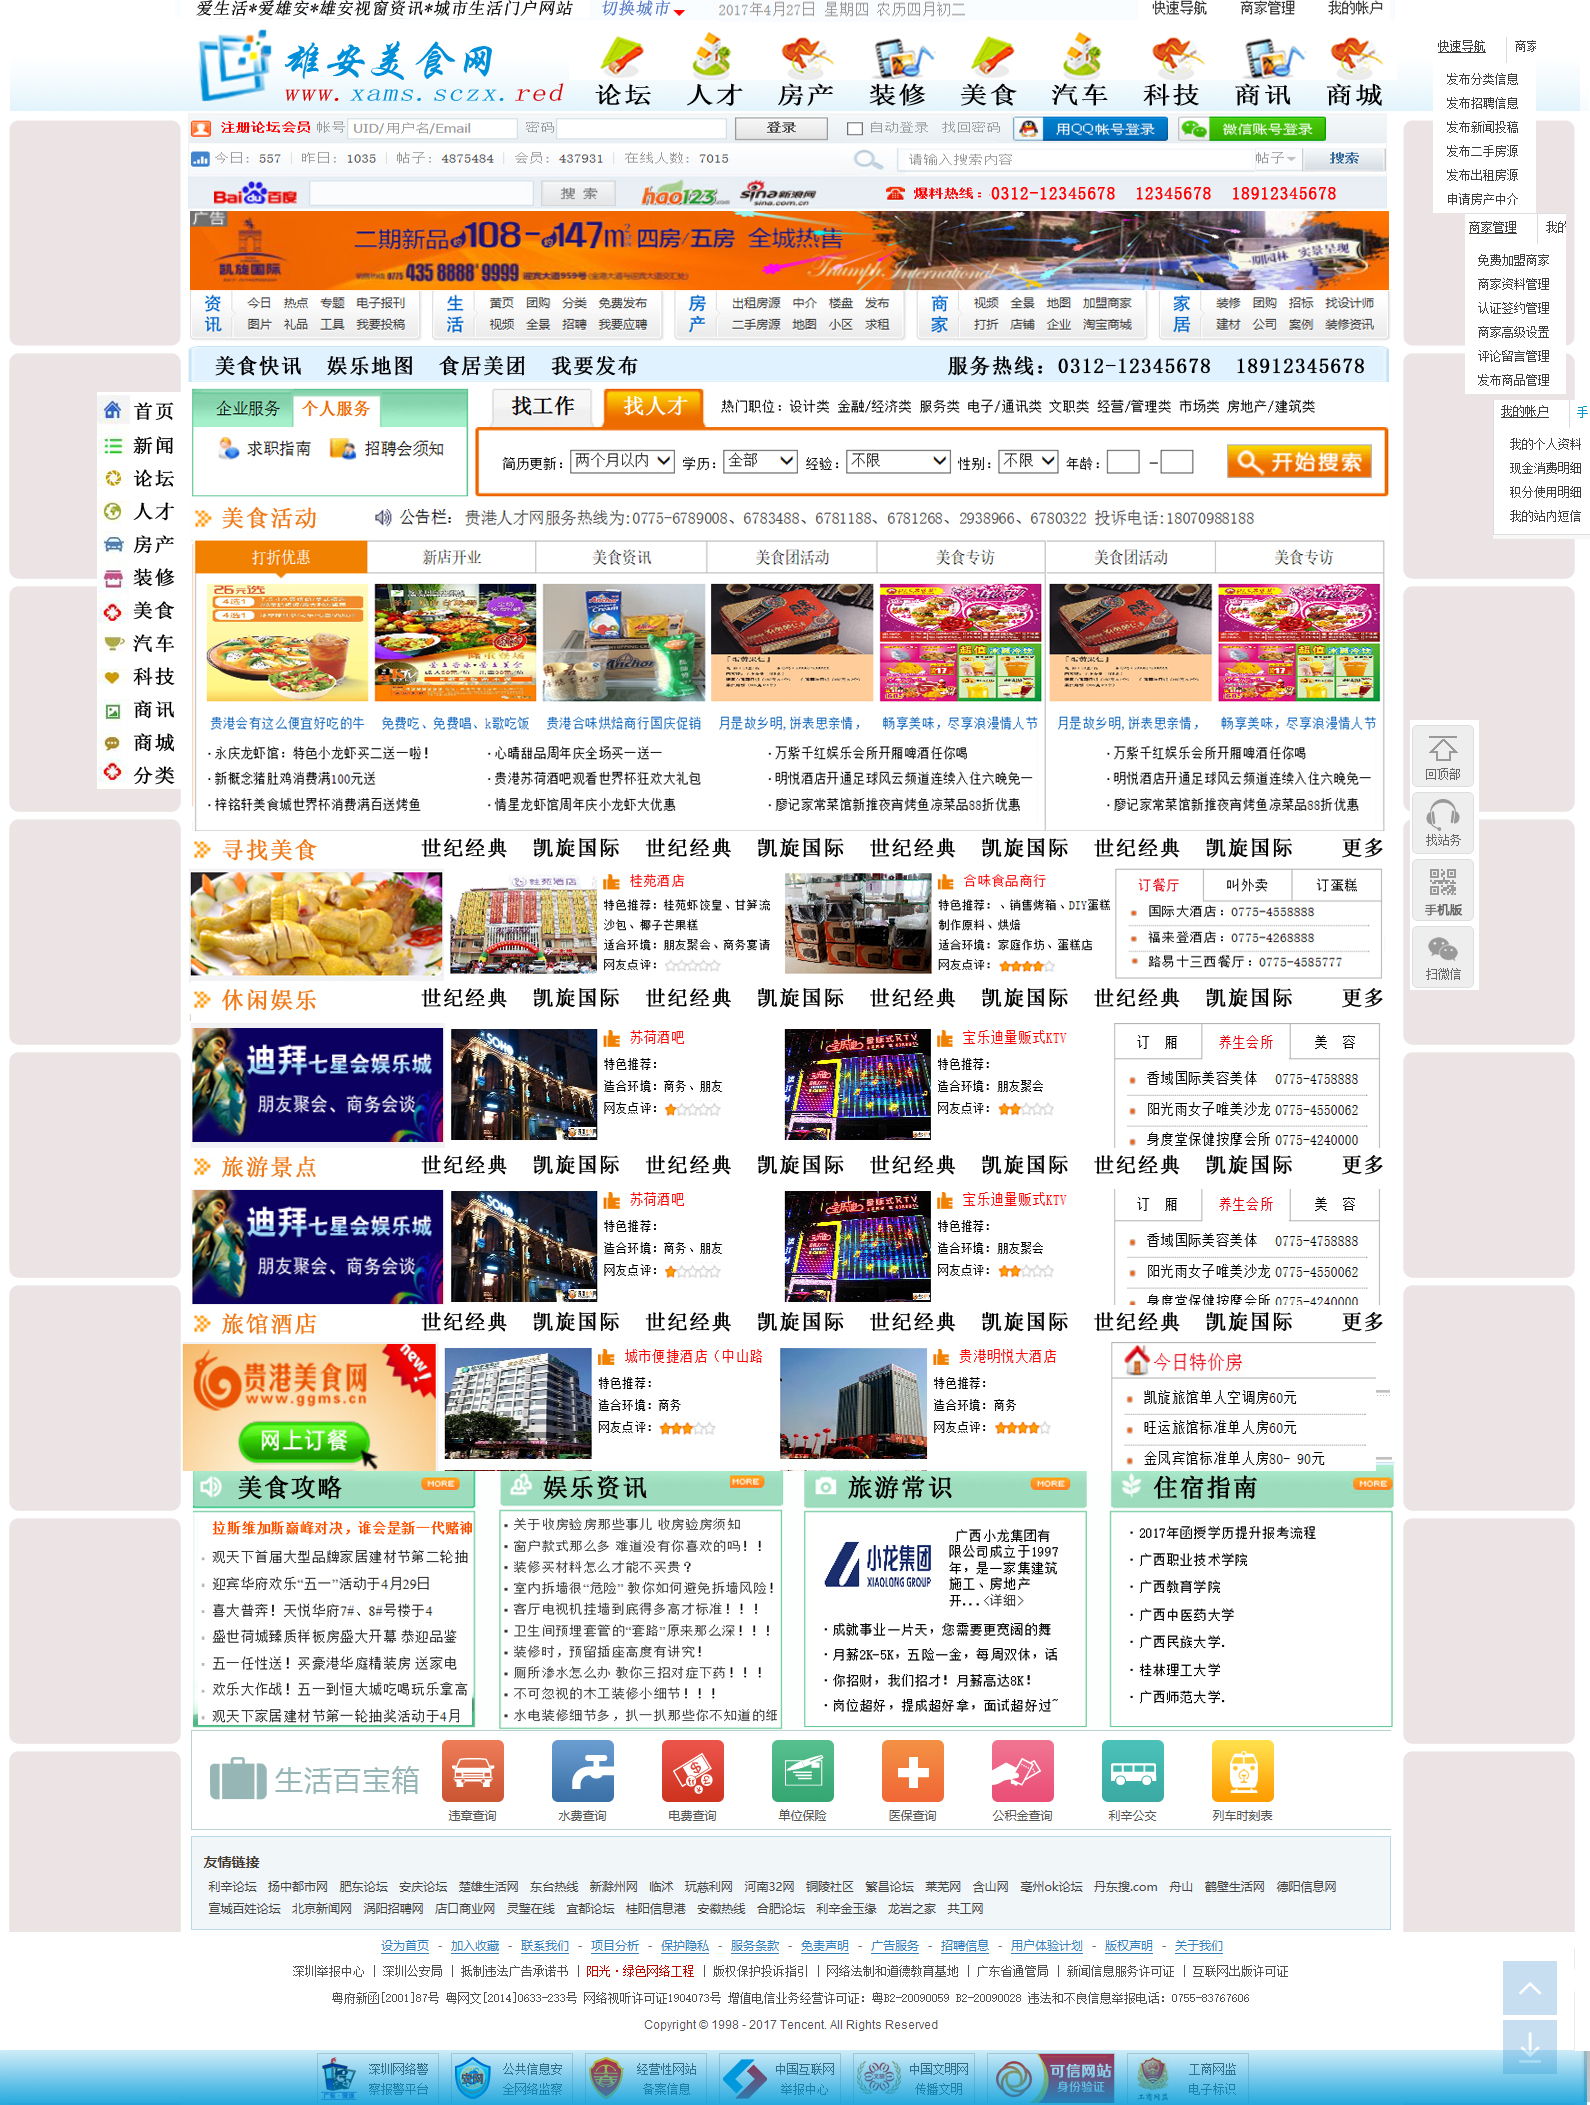 爱生活*爱雄安*雄安视窗资讯*城市生活门户网站 切换城市 2017年4月27日 星期四 农历四月初二 快速导航 商家管理 我的帐户
雄安美食网
www.xams.sczx.red
论坛 人才 房产 装修 美食 汽车 科技 商讯 商城
注册论坛会员 帐号 UID/用户名/Email 密码 登录 自动登录 找回密码 用QQ帐号登录 微信账号登录
今日: 557 昨日: 1035 帖子: 4875484 会员: 437931 在线人数: 7015 请输入搜索内容 帖子 搜索
Bai百度 搜 索 hao123.com sina新浪网 sina.com.cn 爆料热线: 0312-12345678 12345678 18912345678
广告
二期新品约108-约147m² 四房/五房 全城热售
凯旋国际 0775 435 8888' 9999 迎宾大道959号
Triumph International 一期园林 实景呈现
资讯 今日 热点 专题 电子报刊
图片 礼品 工具 我要投稿
生活 黄页 团购 分类 免费发布
视频 全景 招聘 我要应聘
房产 出租房源 中介 楼盘 发布
二手房源 地图 小区 求租
商家 视频 全景 地图 加盟商家
打折 店铺 企业 淘宝商城
家居 装修 团购 招标 找设计师
建材 公司 案例 装修资讯
美食快讯 娱乐地图 食居美团 我要发布 服务热线: 0312-12345678 18912345678
企业服务 个人服务
求职指南 招聘会须知
找工作 找人才 热门职位: 设计类 金融/经济类 服务类 电子/通讯类 文职类 经营/管理类 市场类 房地产/建筑类
简历更新: 两个月以内 学历: 全部 经验: 不限 性别: 不限 年龄: - 开始搜索
美食活动 公告栏: 贵港人才网服务热线为:0775-6789008、6783488、6781188、6781268、2938966、6780322 投诉电话:18070988188
打折优惠 新店开业 美食资讯 美食团活动 美食专访 美食团活动 美食专访
贵港会有这么便宜好吃的牛 免费吃、免费唱、k歌吃饭 贵港合味烘焙商行国庆促销 月是故乡明, 饼表思亲情, 畅享美味, 尽享浪漫情人节 月是故乡明, 饼表思亲情, 畅享美味, 尽享浪漫情人节
·永庆龙虾馆: 特色小龙虾买二送一啦! ·心晴甜品周年庆全场买一送一 ·万紫千红娱乐会所开厢啤酒任你喝 ·万紫千红娱乐会所开厢啤酒任你喝
·新概念猪肚鸡消费满100元送 ·贵港苏荷酒吧观看世界杯狂欢大礼包 ·明悦酒店开通足球风云频道连续入住六晚免一 ·明悦酒店开通足球风云频道连续入住六晚免一
·梓铭轩美食城世界杯消费满百送烤鱼 ·情星龙虾馆周年庆小龙虾大优惠 ·廖记家常菜馆新推夜宵烤鱼凉菜品88折优惠 ·廖记家常菜馆新推夜宵烤鱼凉菜品88折优惠
寻找美食 世纪经典 凯旋国际 世纪经典 凯旋国际 世纪经典 凯旋国际 世纪经典 凯旋国际 更多
桂苑酒店
特色推荐: 桂苑虾饺皇、甘笋流
沙包、椰子芒果糕
适合环境: 朋友聚会、商务宴请
网友点评:
合味食品商行
特色推荐: 、销售烤箱、DIY蛋糕
制作原料、烘焙
适合环境: 家庭作坊、蛋糕店
网友点评:
订餐厅 叫外卖 订蛋糕
国际大酒店: 0775-4558888
福来登酒店: 0775-4268888
路易十三西餐厅: 0775-4585777
休闲娱乐 世纪经典 凯旋国际 世纪经典 凯旋国际 世纪经典 凯旋国际 世纪经典 凯旋国际 更多
迪拜七星会娱乐城
朋友聚会、商务会谈
苏荷酒吧
特色推荐:
造合环境: 商务、朋友
网友点评:
宝乐迪量贩式KTV
特色推荐:
造合环境: 朋友聚会
网友点评:
订 厢 养生会所 美 容
香域国际美容美体 0775-4758888
阳光雨女子唯美沙龙 0775-4550062
身度堂保健按摩会所 0775-4240000
旅游景点 世纪经典 凯旋国际 世纪经典 凯旋国际 世纪经典 凯旋国际 世纪经典 凯旋国际 更多
迪拜七星会娱乐城
朋友聚会、商务会谈
苏荷酒吧
特色推荐:
造合环境: 商务、朋友
网友点评:
宝乐迪量贩式KTV
特色推荐:
造合环境: 朋友聚会
网友点评:
订 厢 养生会所 美 容
香域国际美容美体 0775-4758888
阳光雨女子唯美沙龙 0775-4550062
身度堂保健按摩会所 0775-4240000
旅馆酒店 世纪经典 凯旋国际 世纪经典 凯旋国际 世纪经典 凯旋国际 世纪经典 凯旋国际 更多
贵港美食网 new!
www.ggms.cn
网上订餐
城市便捷酒店 (中山路
特色推荐:
造合环境: 商务
网友点评:
贵港明悦大酒店
特色推荐:
造合环境: 商务
网友点评:
今日特价房
凯旋旅馆单人空调房60元
旺运旅馆标准单人房60元
金凤宾馆标准单人房80- 90元
美食攻略 MORE
拉斯维加斯巅峰对决, 谁会是新一代赌神
观天下首届大型品牌家居建材节第二轮抽
迎宾华府欢乐“五一”活动于4月29日
喜大普奔! 天悦华府7#、8#号楼于4
盛世荷城臻质样板房盛大开幕 恭迎品鉴
五一任性送! 买豪港华庭精装房 送家电
欢乐大作战! 五一到恒大城吃喝玩乐拿高
观天下家居建材节第一轮抽奖活动于4月
娱乐资讯 MORE
关于收房验房那些事儿 收房验房须知
窗户款式那么多 难道没有你喜欢的吗!!
装修买材料怎么才能不买贵?
室内拆墙很“危险” 教你如何避免拆墙风险!
客厅电视机挂墙到底得多高才标准!!!
卫生间预埋套管的“套路”原来那么深!!!
装修时, 预留插座高度有讲究!
厕所渗水怎么办 教你三招对症下药!!!
不可忽视的木工装修小细节!!!
水电装修细节多, 扒一扒那些你不知道的细
旅游常识 MORE
小龙集团 XIAOLONG GROUP
广西小龙集团有
限公司成立于1997
年, 是一家集建筑
施工、房地产
开...<详细>
·成就事业一片天, 您需要更宽阔的舞
·月薪2K-5K, 五险一金, 每周双休, 话
·你招财, 我们招才! 月薪高达8K!
·岗位超好, 提成超好拿, 面试超好过~
住宿指南 MORE
·2017年函授学历提升报考流程
·广西职业技术学院
·广西教育学院
·广西中医药大学
·广西民族大学.
·桂林理工大学
·广西师范大学.
生活百宝箱
违章查询 水费查询 电费查询 单位保险 医保查询 公积金查询 利辛公交 列车时刻表
友情链接
利辛论坛 扬中都市网 肥东论坛 安庆论坛 楚雄生活网 东台热线 新滁州网 临沭 玩慈利网 河南32网 铜陵社区 繁昌论坛 莱芜网 含山网 亳州ok论坛 丹东搜.com 舟山 鹤壁生活网 德阳信息网
宣城百姓论坛 北京新闻网 涡阳招聘网 店口商业网 灵璧在线 宜都论坛 桂阳信息港 安徽热线 合肥论坛 利辛金玉缘 龙岩之家 共工网
设为首页 - 加入收藏 - 联系我们 - 项目分析 - 保护隐私 - 服务条款 - 免责声明 - 广告服务 - 招聘信息 - 用户体验计划 - 版权声明 - 关于我们
深圳举报中心 | 深圳公安局 | 抵制违法广告承诺书 | 阳光·绿色网络工程 | 版权保护投诉指引 | 网络法制和道德教育基地 | 广东省通管局 | 新闻信息服务许可证 | 互联网出版许可证
粤府新函[2001]87号 粤网文[2014]0633-233号 网络视听许可证1904073号 增值电信业务经营许可证: 粤B2-20090059 B2-20090028 违法和不良信息举报电话: 0755-83767606
Copyright © 1998 - 2017 Tencent. All Rights Reserved
深圳网络警察报警平台 公共信息安全网络监察 经营性网站备案信息 中国互联网举报中心 中国文明网传播文明 可信网站身份验证 工商网监电子标识
首页
新闻
论坛
人才
房产
装修
美食
汽车
科技
商讯
商城
分类
快速导航 商家
发布分类信息
发布招聘信息
发布新闻投稿
发布二手房源
发布出租房源
申请房产中介
商家管理 我的
免费加盟商家
商家资料管理
认证签约管理
商家高级设置
评论留言管理
发布商品管理
我的帐户 手
我的个人资料
现金消费明细
积分使用明细
我的站内短信
回顶部
找站务
手机版
扫微信